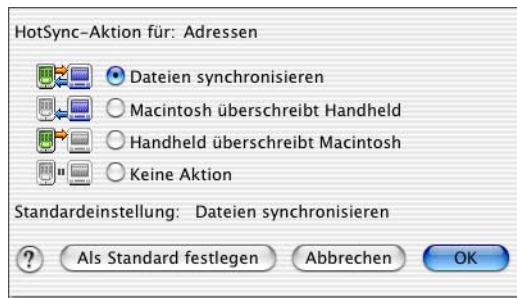 HotSync-Aktion für: Adressen
Dateien synchronisieren
Macintosh überschreibt Handheld
Handheld überschreibt Macintosh
Keine Aktion
Standardeinstellung: Dateien synchronisieren
? Als Standard festlegen Abbrechen OK